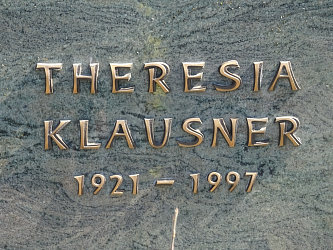 THERESIA
KLAUSNER
1921 – 1997